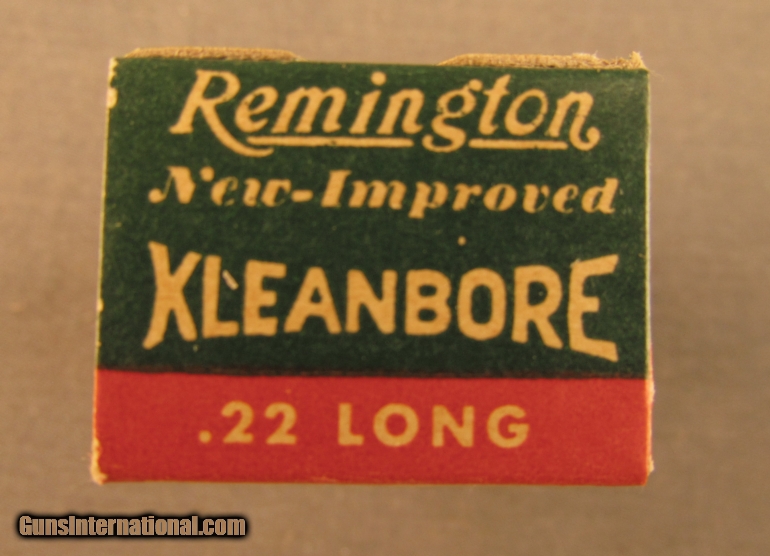 Remington
New-Improved
KLEANBORE
.22 LONG
GunsInternational.com